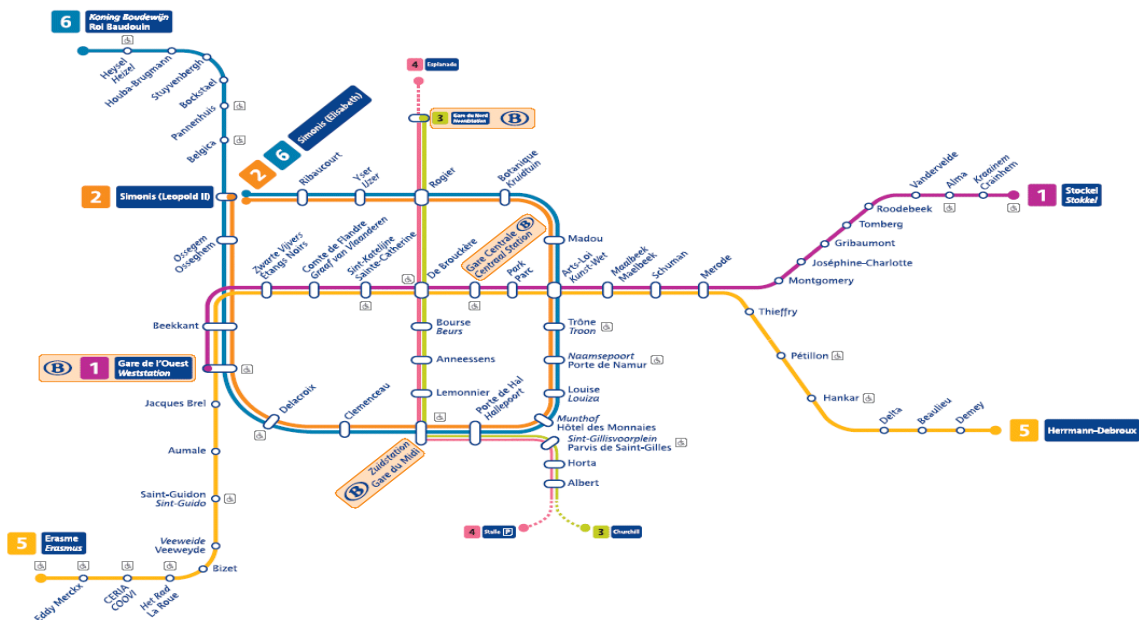 6
Koning Boudewijn
Roi Baudouin
Heysel
Heizel
Houba-Brugmann
Stuyvenbergh
Bockstael
Pannenhuis
Belgica
2
Simonis (Leopold II)
2
6
Simonis (Elisabeth)
4
Esplanade
3
Gare du Nord
Noordstation
B
Ribaucourt
Yser
IJzer
Rogier
Botanique
Kruidtuin
Madou
Ossegem
Osseghem
Zwarte Vijvers
Étangs Noirs
Comte de Flandre
Graaf van Vlaanderen
Sint-Katelijne
Sainte-Catherine
De Brouckère
Gare Centrale
Centraal Station
B
Park
Parc
Arts-Loi
Kunst-Wet
Maalbeek
Maelbeek
Schuman
Merode
Montgomery
Joséphine-Charlotte
Gribaumont
Tomberg
Roodebeek
Vandervelde
Alma
Kraainem
Crainhem
1
Stockel
Stokkel
Beekkant
B
1
Gare de l'Ouest
Weststation
Bourse
Beurs
Anneessens
Lemonnier
Trône
Troon
Naamsepoort
Porte de Namur
Louise
Louiza
Munthof
Hôtel des Monnaies
Sint-Gillisvoorplein
Parvis de Saint-Gilles
Horta
Albert
Delacroix
Clemenceau
Porte de Hal
Hallepoort
B
Zuidstation
Gare du Midi
4
Stalle P
3
Churchill
Thieffry
Pétillon
Hankar
Delta
Beaulieu
Demey
5
Herrmann-Debroux
Jacques Brel
Aumale
Saint-Guidon
Sint-Guido
Veeweide
Veeweyde
Bizet
5
Erasme
Erasmus
Eddy Merckx
CERIA
COOVI
Het Rad
La Roue